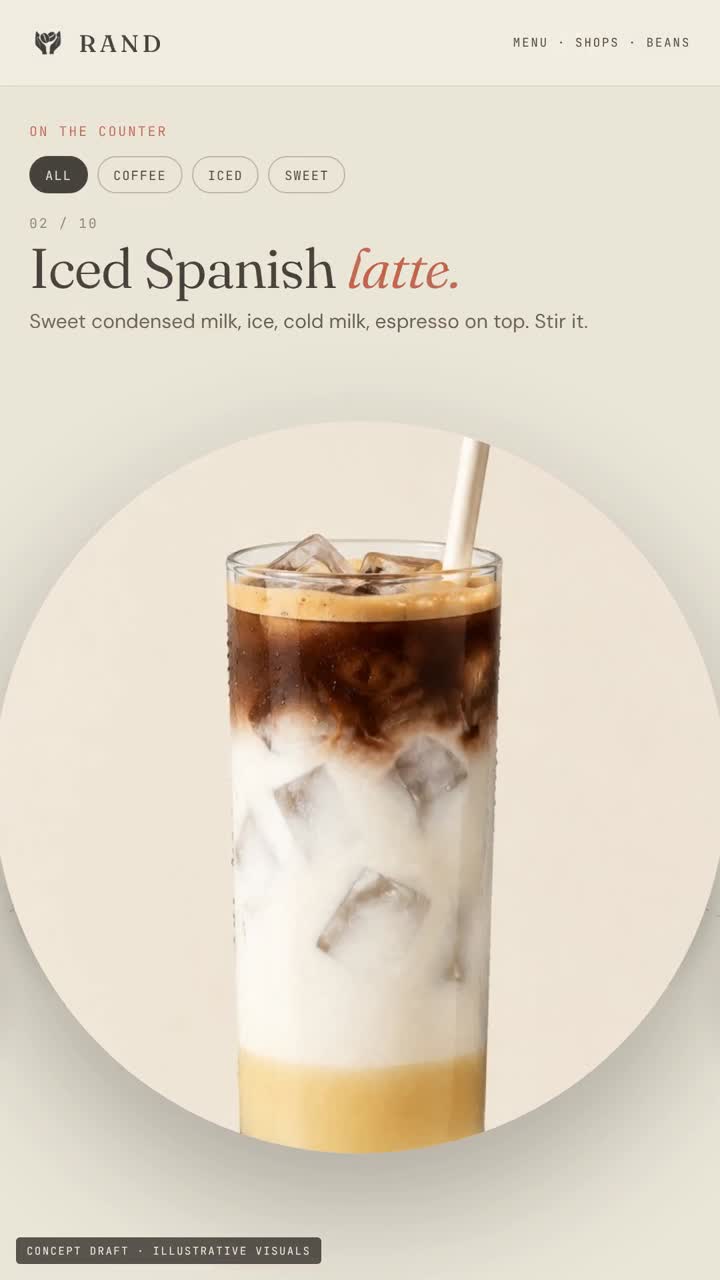 RAND
MENU · SHOPS · BEANS
ON THE COUNTER
ALL COFFEE ICED SWEET
02 / 10
Iced Spanish latte.
Sweet condensed milk, ice, cold milk, espresso on top. Stir it.
CONCEPT DRAFT · ILLUSTRATIVE VISUALS